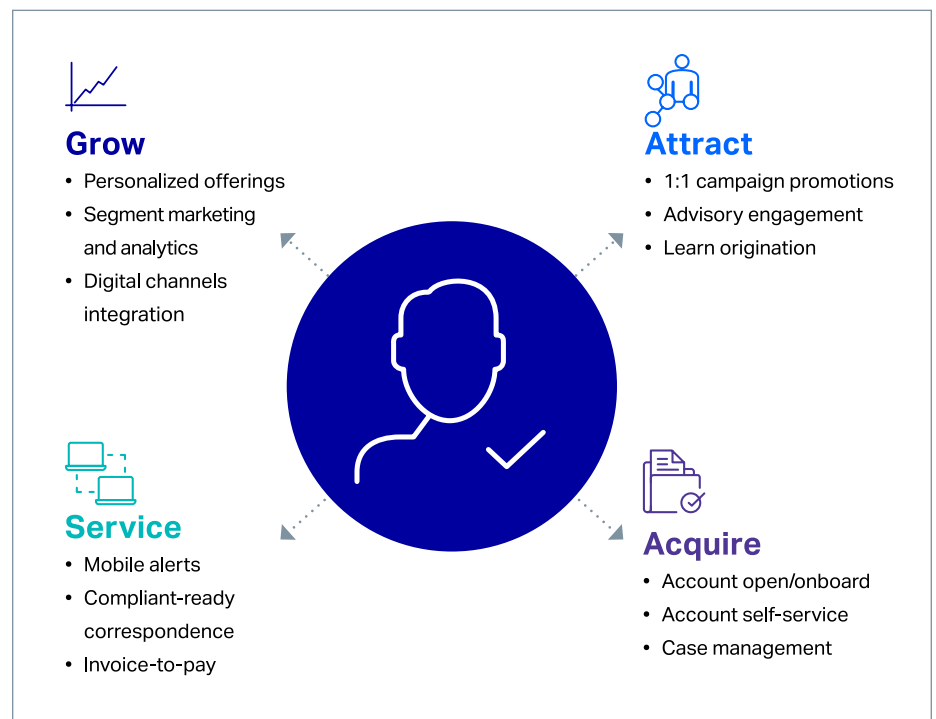 Grow
• Personalized offerings
• Segment marketing
and analytics
• Digital channels
integration
Attract
• 1:1 campaign promotions
• Advisory engagement
• Learn origination
Service
• Mobile alerts
• Compliant-ready
correspondence
• Invoice-to-pay
Acquire
• Account open/onboard
• Account self-service
• Case management